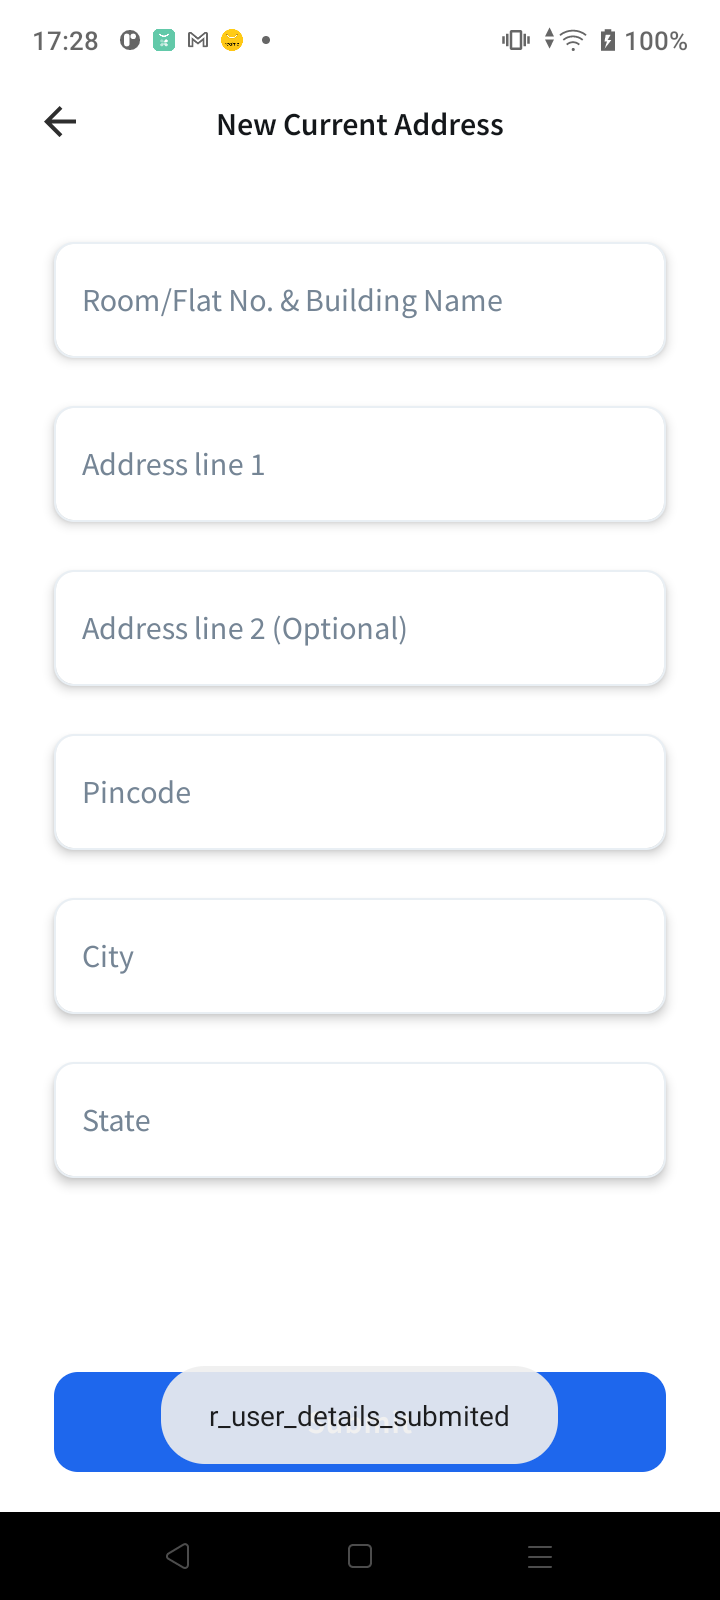 17:28
100%
New Current Address
Room/Flat No. & Building Name
Address line 1
Address line 2 (Optional)
Pincode
City
State
Submit
r_user_details_submited